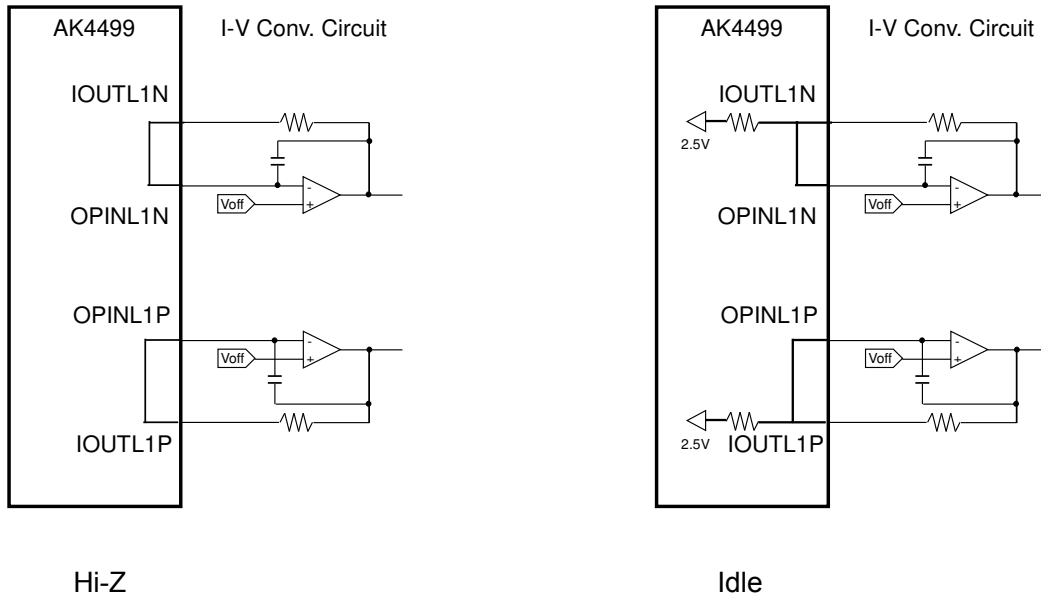 AK4499
I-V Conv. Circuit
IOUTL1N
-
Voff
+
OPINL1N
OPINL1P
-
Voff
+
IOUTL1P
Hi-Z
AK4499
I-V Conv. Circuit
IOUTL1N
2.5V
-
Voff
+
OPINL1N
OPINL1P
-
Voff
+
2.5V
IOUTL1P
Idle